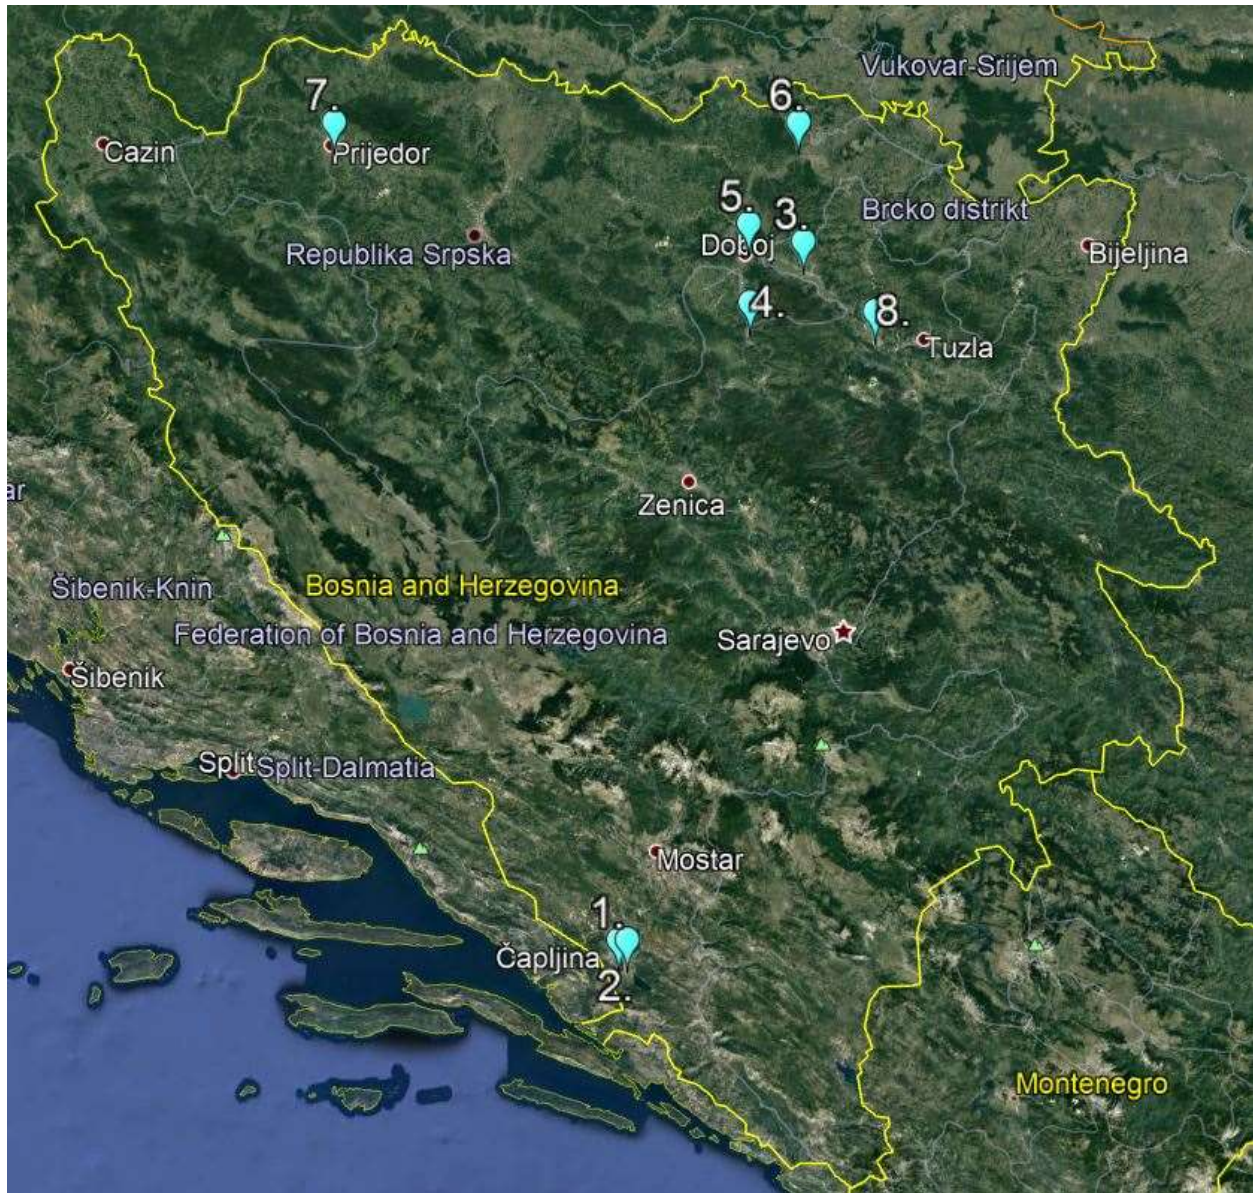 Vukovar-Srijem
7.
6.
Cazin
Prijedor
5.
3.
Brcko distrikt
Republika Srpska
Doboj
Bijeljina
4.
8.
Tuzla
ar
Zenica
Šibenik-Knin
Bosnia and Herzegovina
Federation of Bosnia and Herzegovina
Sarajevo
Šibenik
Split
Split-Dalmatia
Mostar
1.
Čapljina
2.
Montenegro